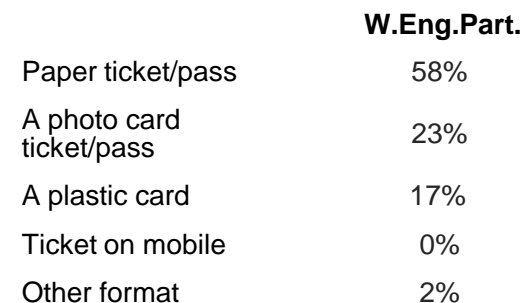 W.Eng.Part.
Paper ticket/pass 58%
A photo card
ticket/pass 23%
A plastic card 17%
Ticket on mobile 0%
Other format 2%